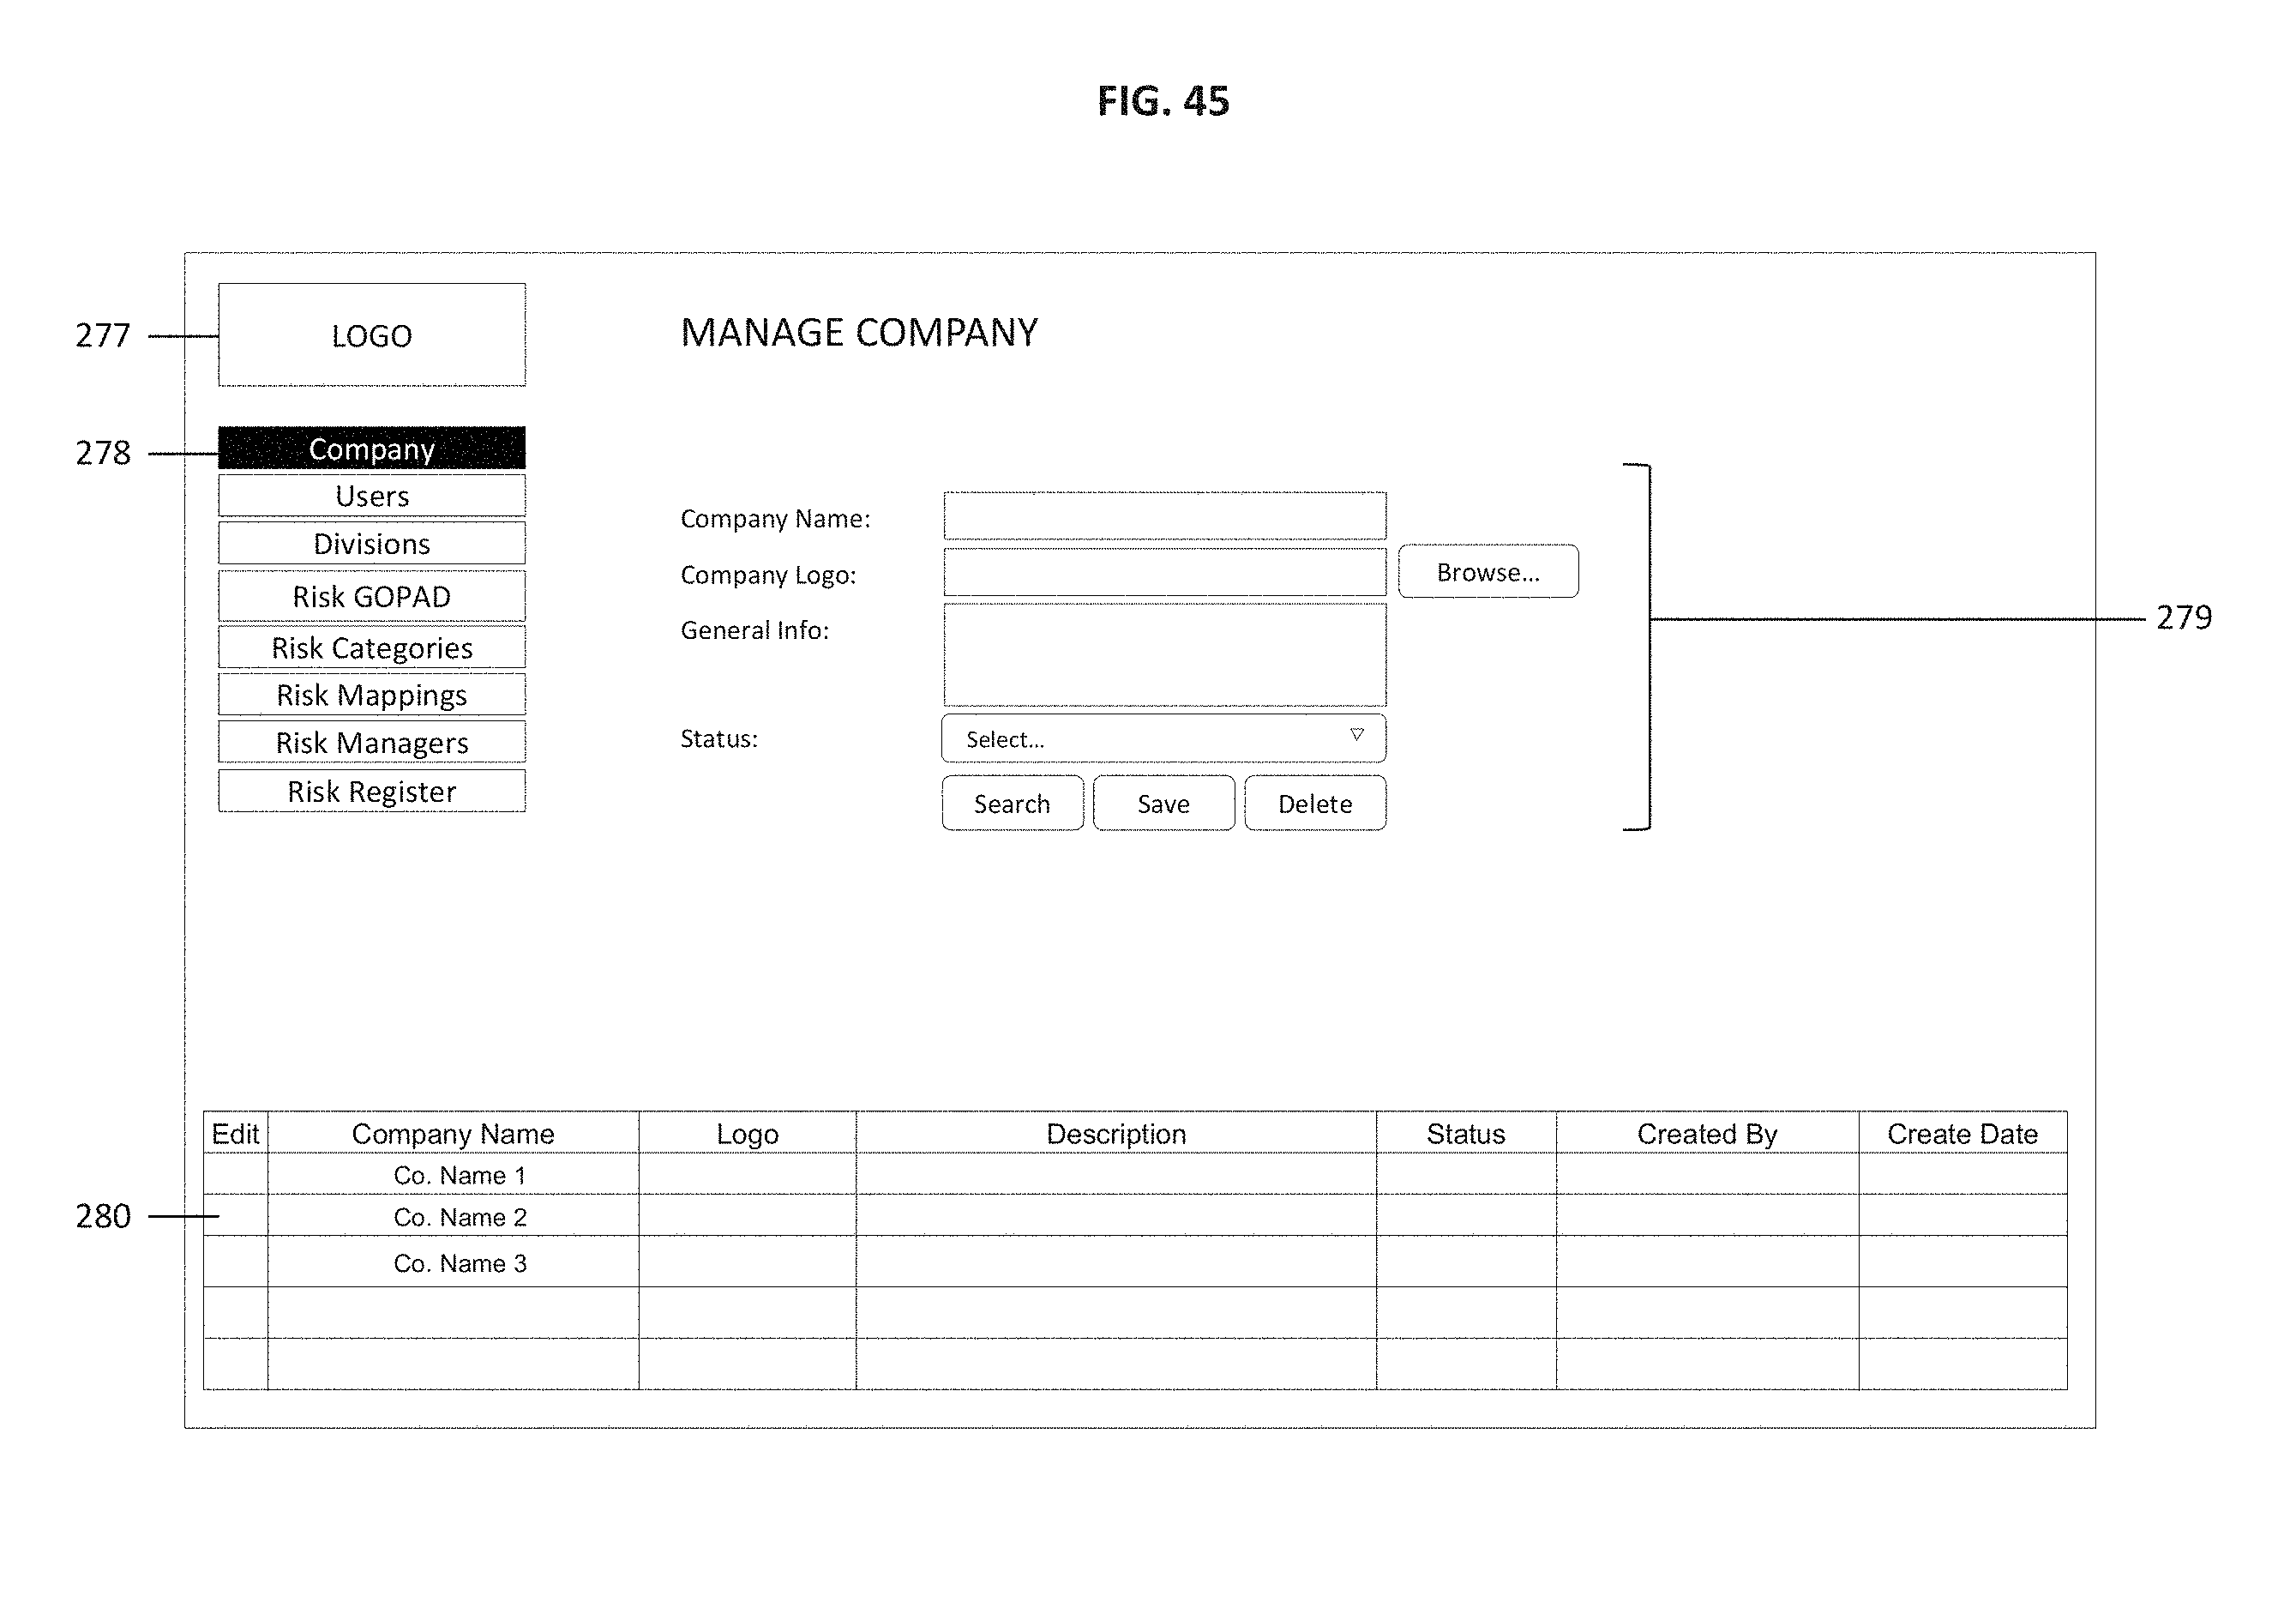 FIG. 45
277
LOGO
MANAGE COMPANY
278
Company
Users
Divisions
Risk GOPAD
Risk Categories
Risk Mappings
Risk Managers
Risk Register
Company Name:
Company Logo:
Browse...
General Info:
279
Status:
Select...
Search Save Delete
Edit Company Name Logo Description Status Created By Create Date
Co. Name 1
280
Co. Name 2
Co. Name 3